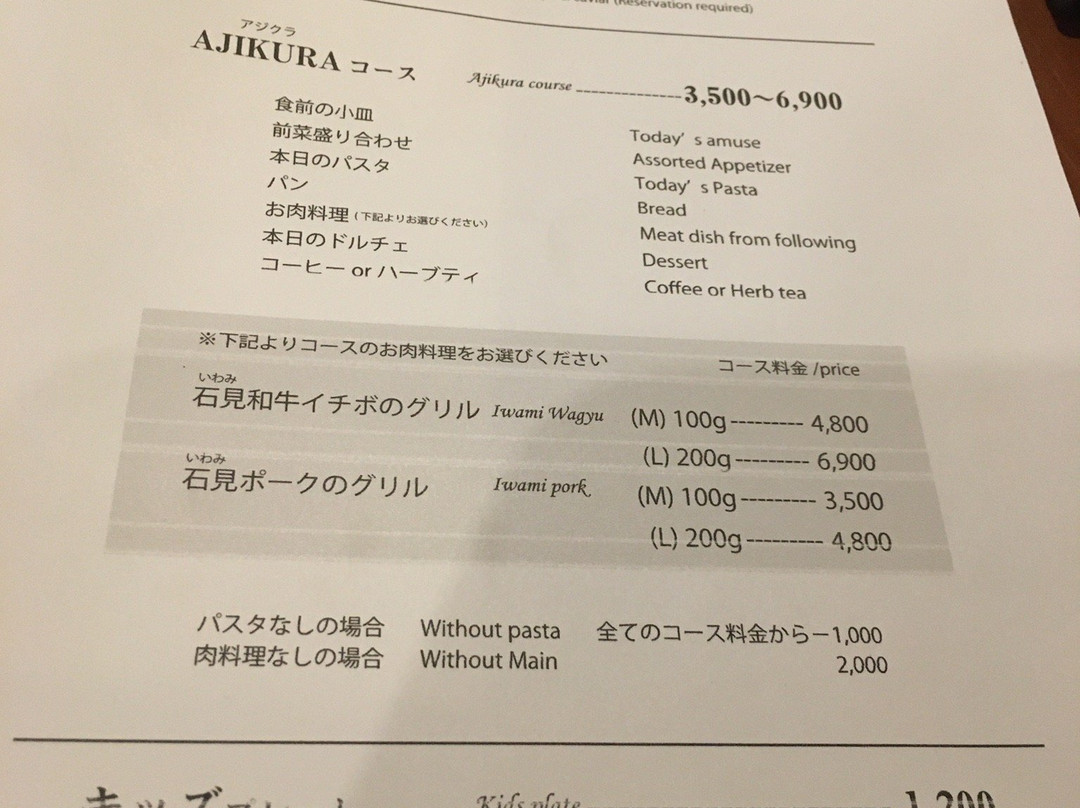 (Reservation required)
アジクラ
AJIKURA コース Ajikura course ---------- 3,500〜6,900
食前の小皿 Today's amuse
前菜盛り合わせ Assorted Appetizer
本日のパスタ Today's Pasta
パン Bread
お肉料理 (下記よりお選びください) Meat dish from following
本日のドルチェ Dessert
コーヒー or ハーブティ Coffee or Herb tea
※下記よりコースのお肉料理をお選びください コース料金 /price
いわみ
石見和牛イチボのグリル Iwami Wagyu (M) 100g--------- 4,800
(L) 200g--------- 6,900
いわみ
石見ポークのグリル Iwami pork (M) 100g--------- 3,500
(L) 200g--------- 4,800
パスタなしの場合 Without pasta 全てのコース料金から−1,000
肉料理なしの場合 Without Main 2,000
Kids plate 1,200